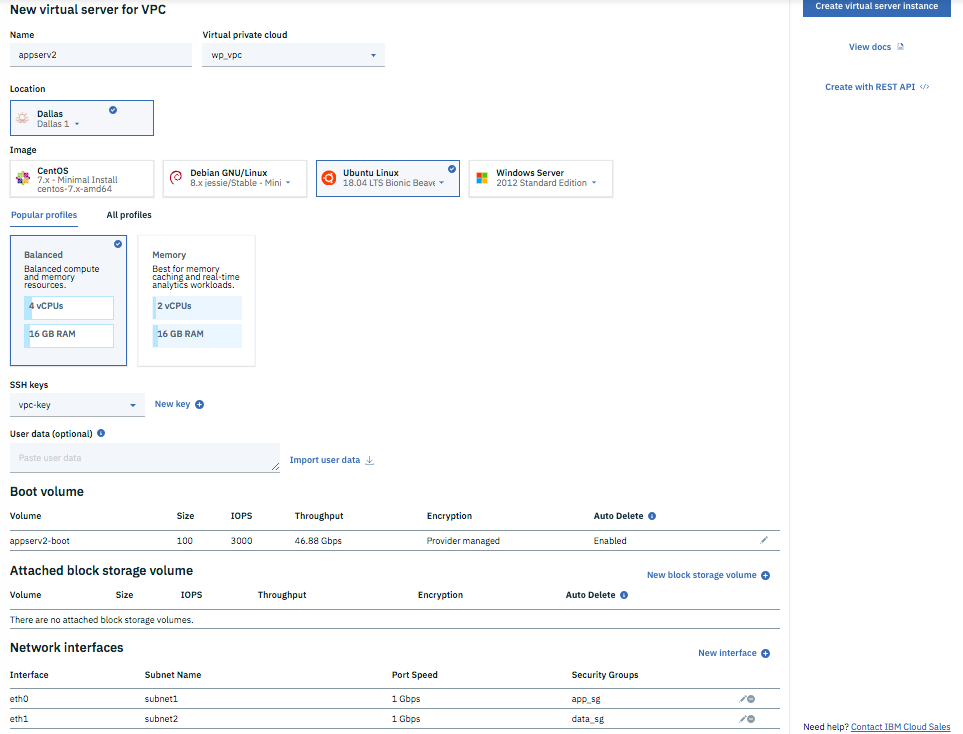 New virtual server for VPC
Create virtual server instance
Name
Virtual private cloud
appserv2
wp_vpc
View docs
Create with REST API </>
Location
Dallas
Dallas 1
Image
CentOS
7.x - Minimal Install
centos-7.x-amd64
Debian GNU/Linux
8.x jessie/Stable - Mini
Ubuntu Linux
18.04 LTS Bionic Beave
Windows Server
2012 Standard Edition
Popular profiles
All profiles
Balanced
Balanced compute
and memory
resources.
4 vCPUs
16 GB RAM
Memory
Best for memory
caching and real-time
analytics workloads.
2 vCPUs
16 GB RAM
SSH keys
vpc-key
New key
User data (optional)
Paste user data
Import user data
Boot volume
Volume Size IOPS Throughput Encryption Auto Delete
appserv2-boot 100 3000 46.88 Gbps Provider managed Enabled
Attached block storage volume
New block storage volume
Volume Size IOPS Throughput Encryption Auto Delete
There are no attached block storage volumes.
Network interfaces
New interface
Interface Subnet Name Port Speed Security Groups
eth0 subnet1 1 Gbps app_sg
eth1 subnet2 1 Gbps data_sg
Need help? Contact IBM Cloud Sales